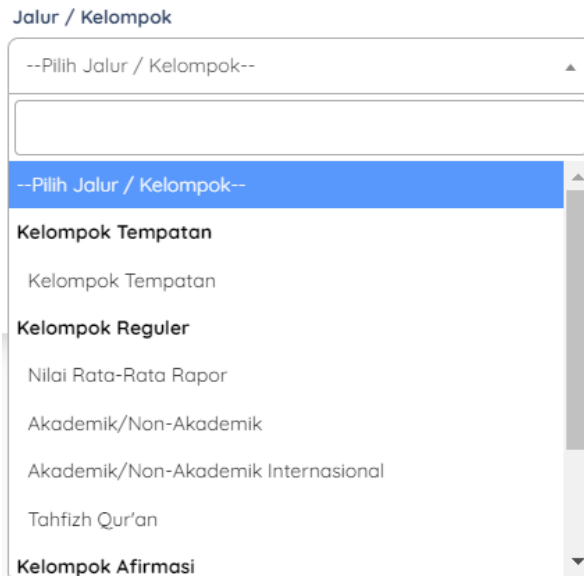 Jalur / Kelompok
--Pilih Jalur / Kelompok--
--Pilih Jalur / Kelompok--
Kelompok Tempatan
Kelompok Tempatan
Kelompok Reguler
Nilai Rata-Rata Rapor
Akademik/Non-Akademik
Akademik/Non-Akademik Internasional
Tahfizh Qur'an
Kelompok Afirmasi